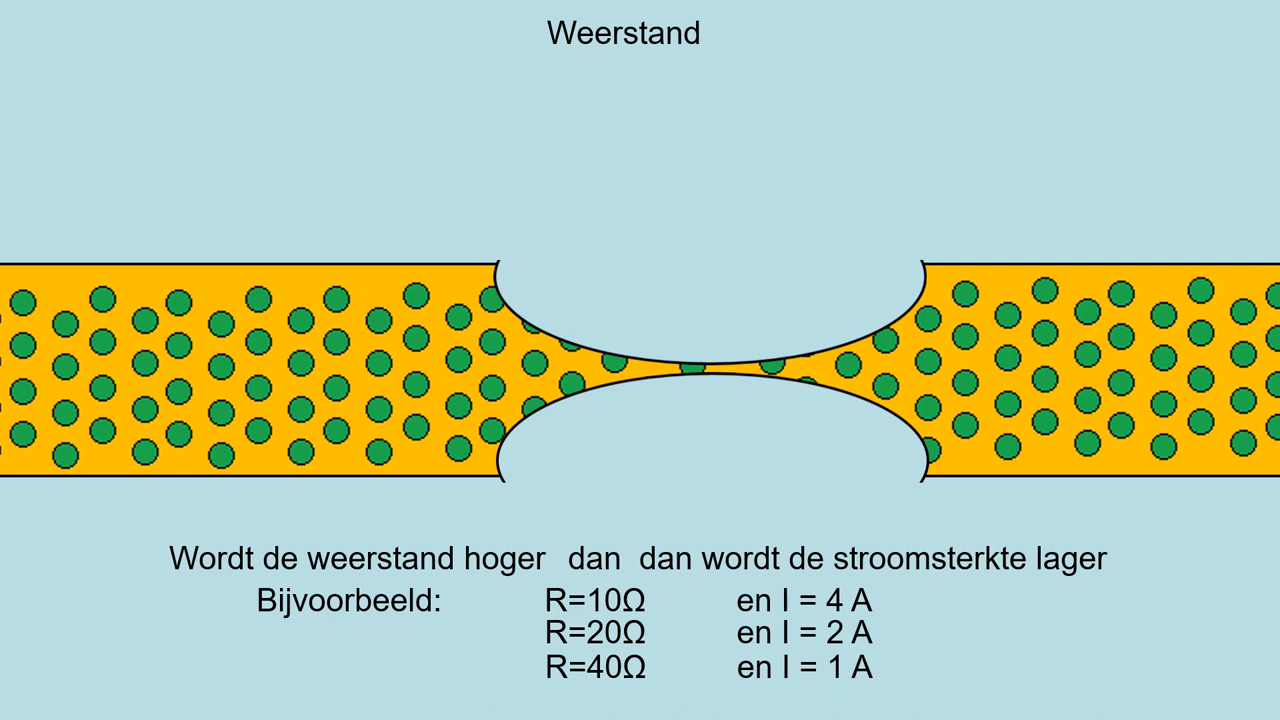 Weerstand
Wordt de weerstand hoger dan dan wordt de stroomsterkte lager
Bijvoorbeeld: R=10Ω en I = 4 A
R=20Ω en I = 2 A
R=40Ω en I = 1 A